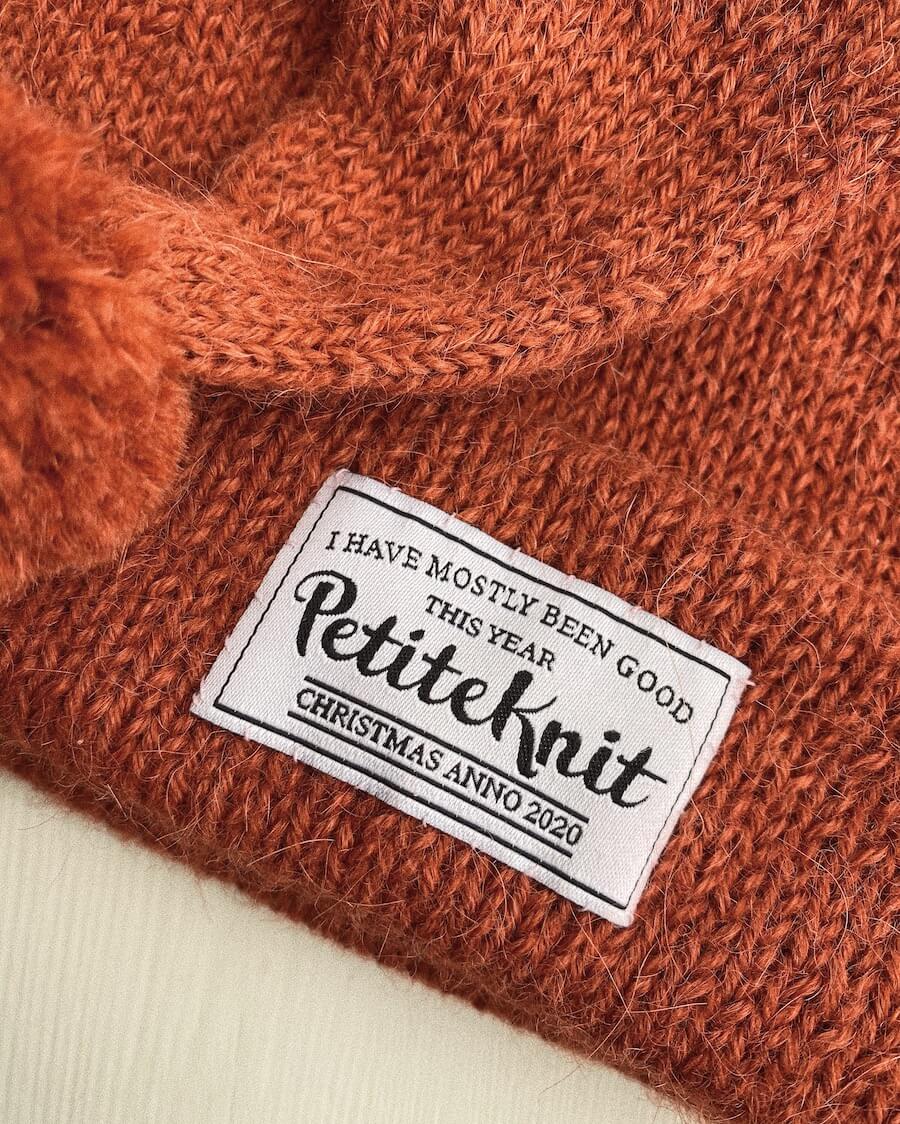 I HAVE MOSTLY BEEN GOOD
THIS YEAR
PetiteKnit
CHRISTMAS ANNO 2020